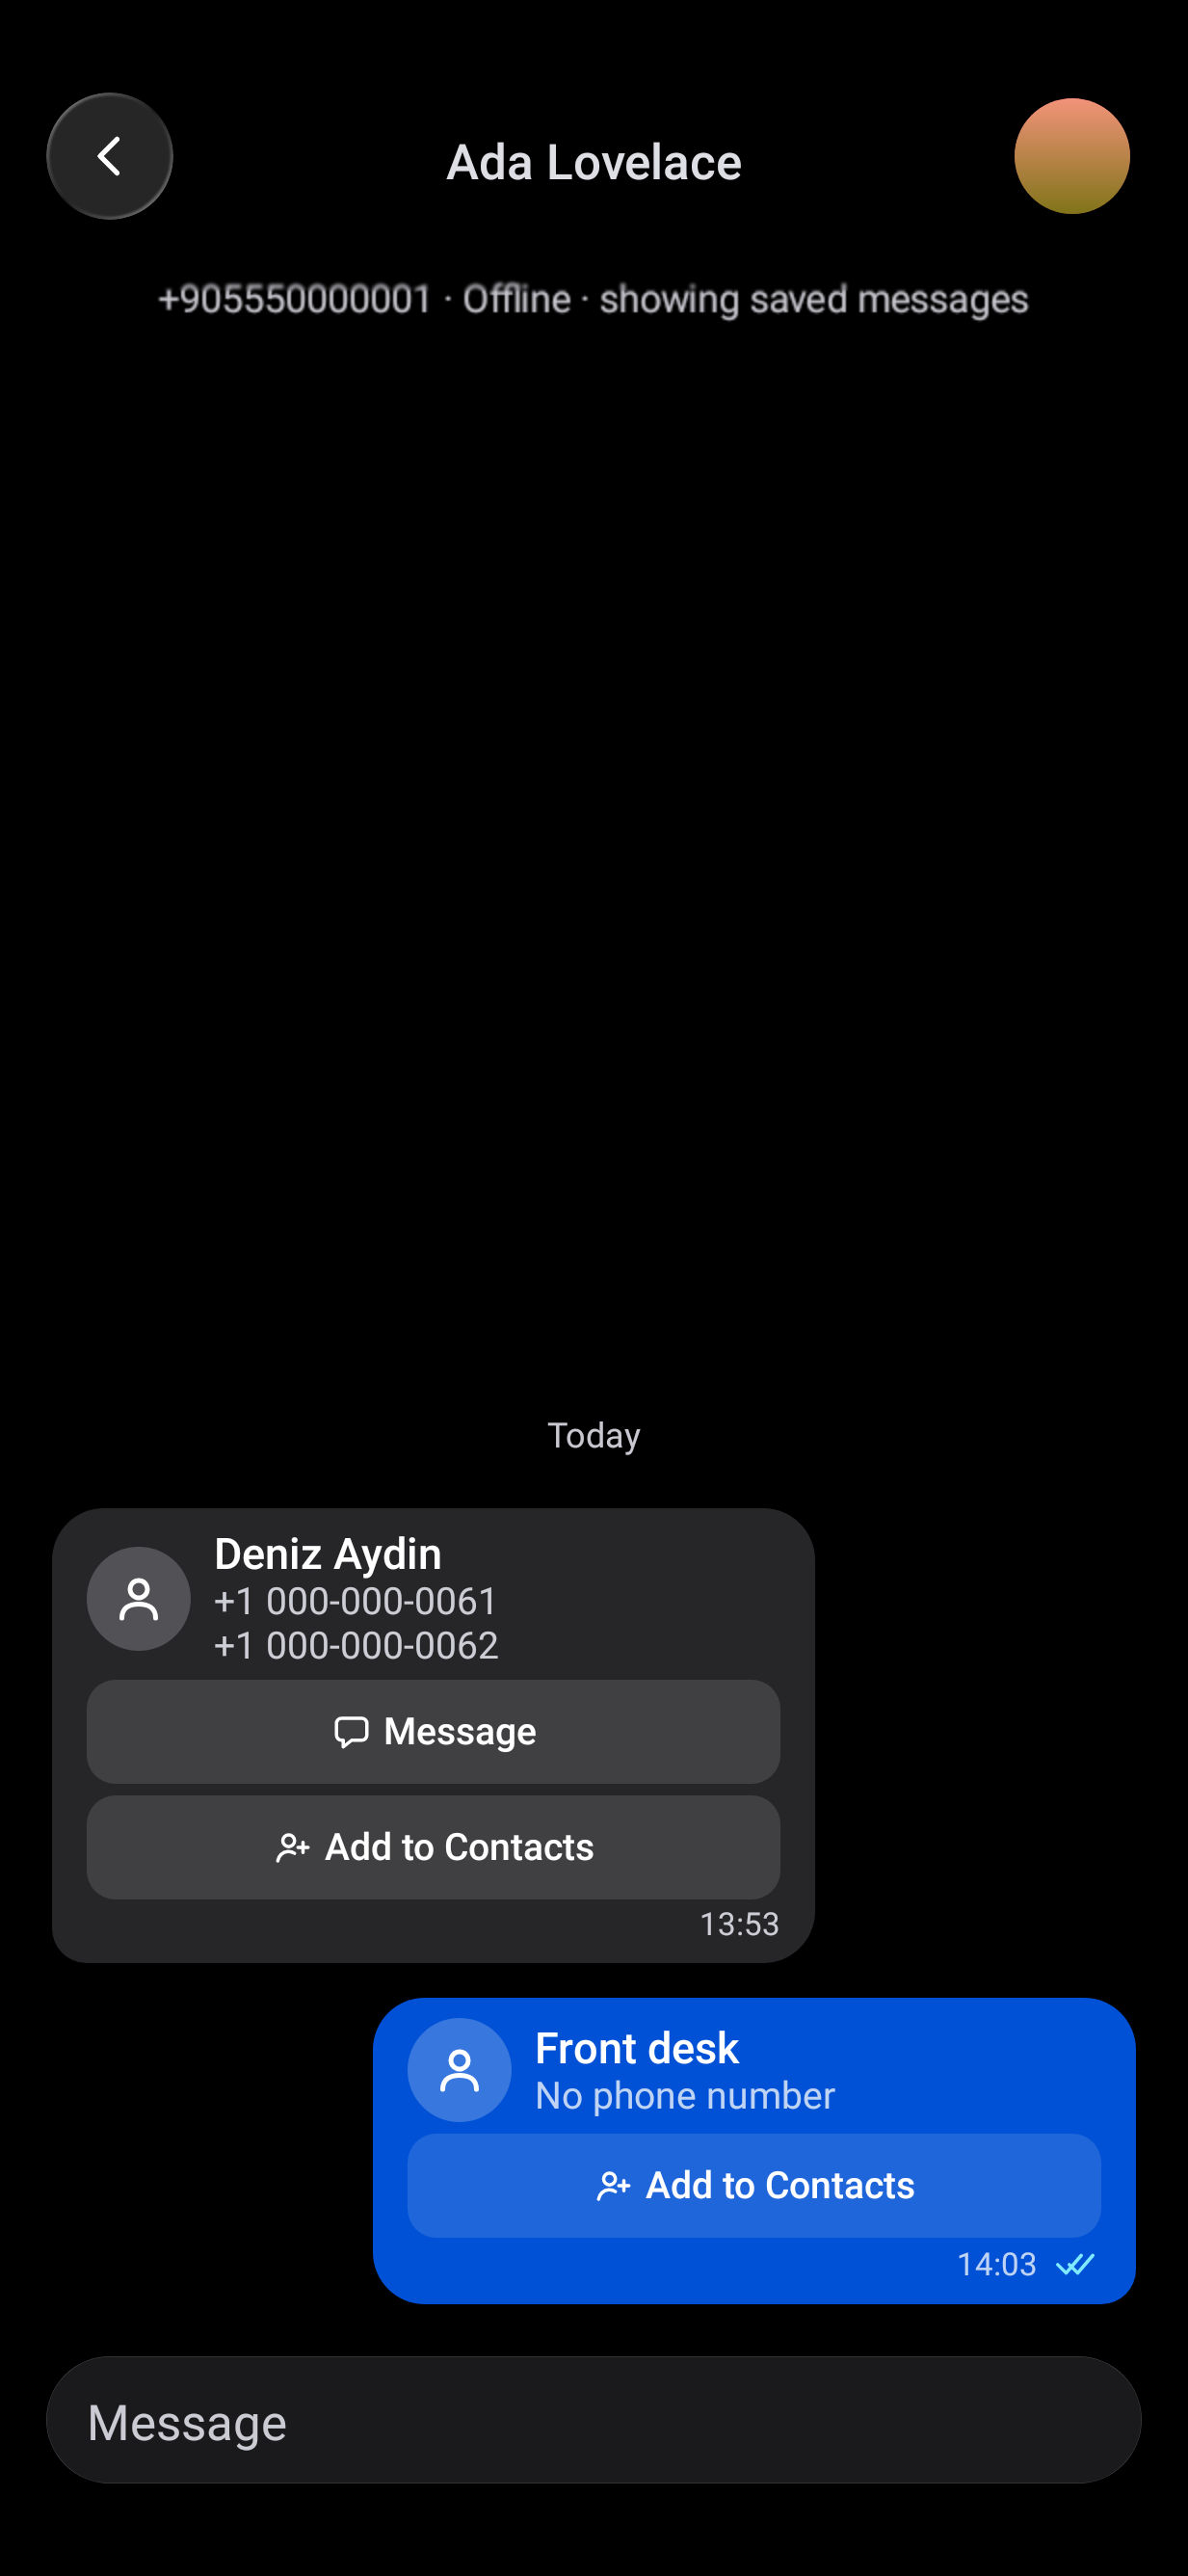 Ada Lovelace
+905550000001 · Offline · showing saved messages
Today
Deniz Aydin
+1 000-000-0061
+1 000-000-0062
Message
Add to Contacts
13:53
Front desk
No phone number
Add to Contacts
14:03
Message